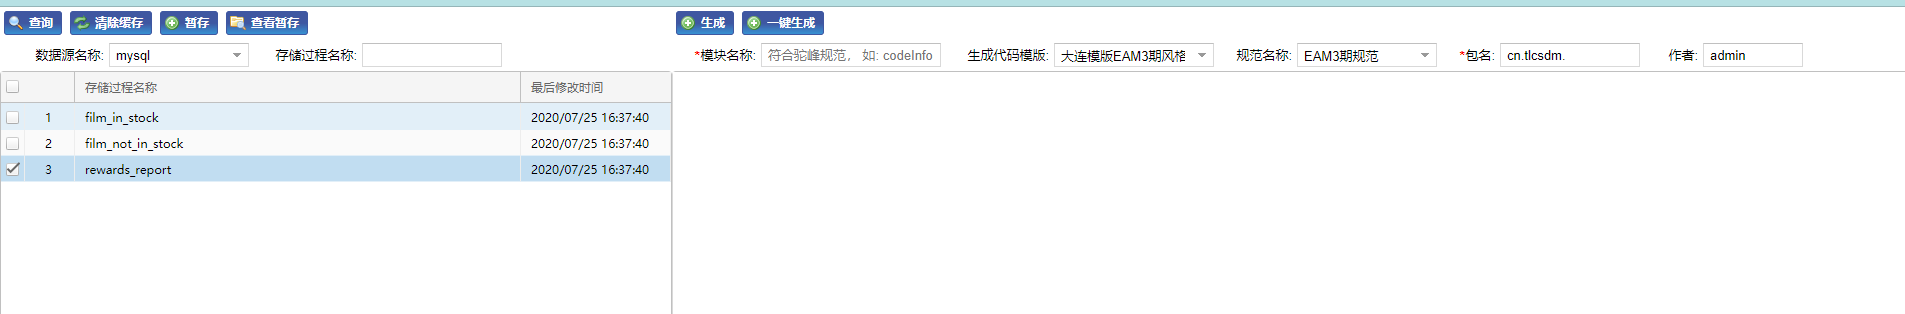 查询 清除缓存 暂存 查看暂存 生成 一键生成
数据源名称: mysql 存储过程名称: *模块名称: 符合驼峰规范， 如: codeInfo 生成代码模版: 大连模版EAM3期风格 规范名称: EAM3期规范 *包名: cn.tlcsdm. 作者: admin
存储过程名称 最后修改时间
1 film_in_stock 2020/07/25 16:37:40
2 film_not_in_stock 2020/07/25 16:37:40
3 rewards_report 2020/07/25 16:37:40